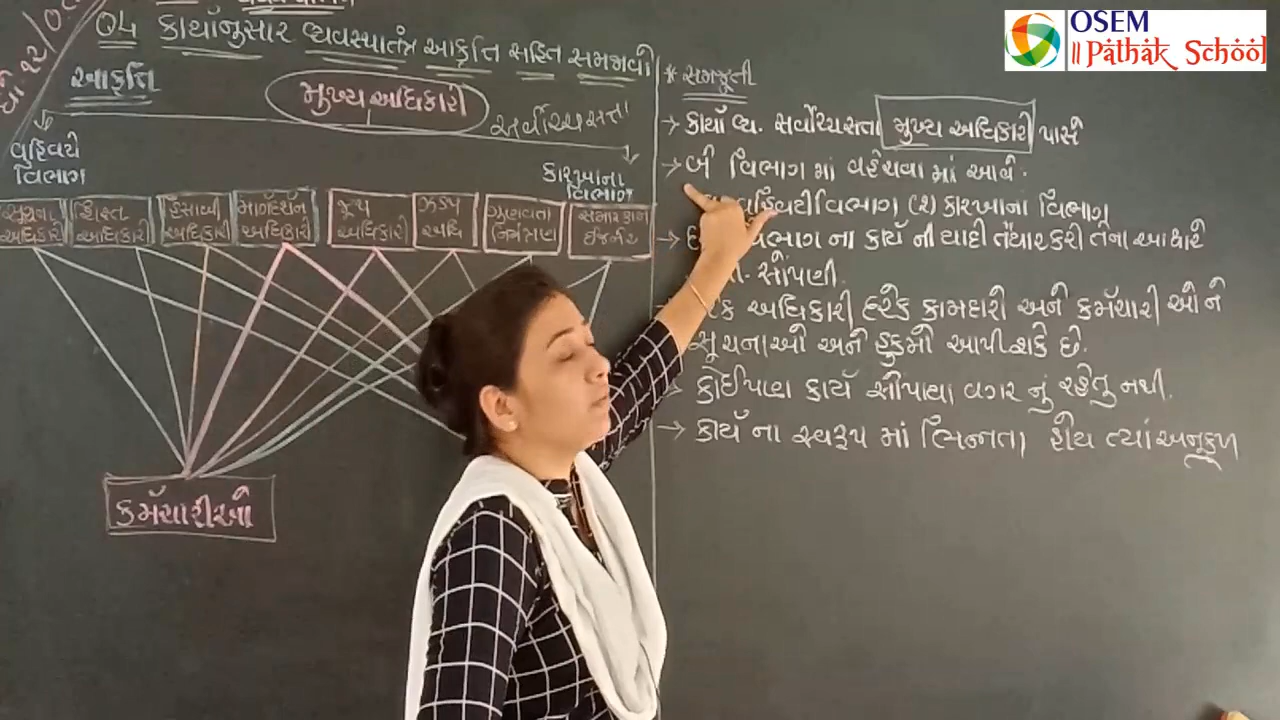 OSEM
Pathak School
Q4 કાર્યાનુસાર વ્યવસ્થાતંત્ર આકૃતિ સહિત સમજાવો
આકૃતિ
મુખ્ય અધિકારી
સર્વોચ્ચસત્તા
વહિવટી
વિભાગ
કારખાના
વિભાગ
સૂચના
અધિકારી
શિસ્ત
અધિકારી
હિસાબી
અધિકારી
માર્ગદર્શન
અધિકારી
જૂથ
અધિકારી
ઝડપ
અધિ
ગુણવત્તા
નિયંત્રણ
સમારકામ
ઈજનેર
કર્મચારીઓ
* સમજૂતી
→ કાર્યા વ્ય. સર્વોચ્ચસત્તા મુખ્ય અધિકારી પાસે
→ બે વિભાગ માં વહેંચવા માં આવે.
વહિવટી વિભાગ (૨) કારખાના વિભાગ
વિભાગ ના કાર્ય ની યાદી તૈયાર કરી તેના આધારે
સોંપણી.
અધિકારી દરેક કામદારો અને કર્મચારી ઓ ને
સૂચનાઓ અને હુકમો આપી શકે છે.
→ કોઈપણ કાર્ય સોંપાયા વગર નું રહેતુ નથી.
→ કાર્ય ના સ્વરૂપ માં ભિન્નતા હોય ત્યાં અનુકૂળ